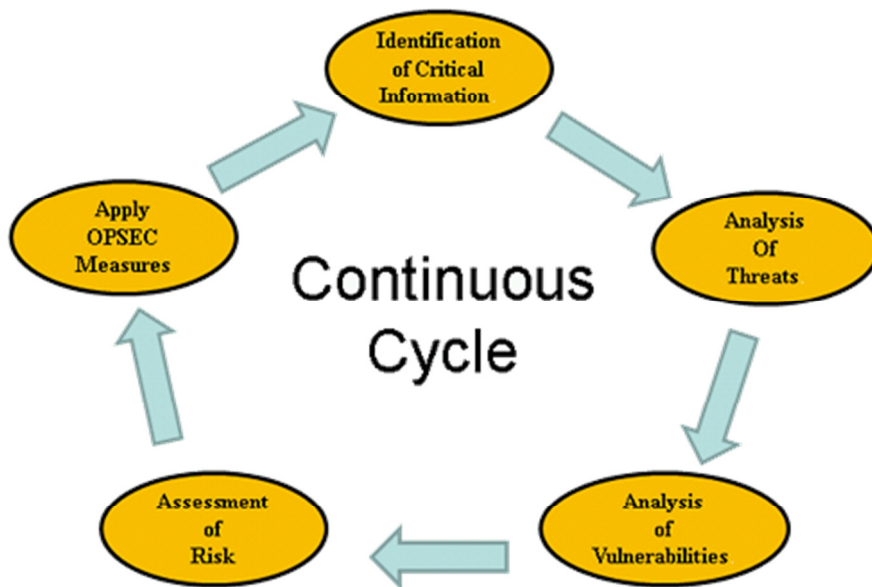 Identification
of Critical
Information
Analysis
Of
Threats
Analysis
of
Vulnerabilities
Assessment
of
Risk
Apply
OPSEC
Measures
Continuous
Cycle